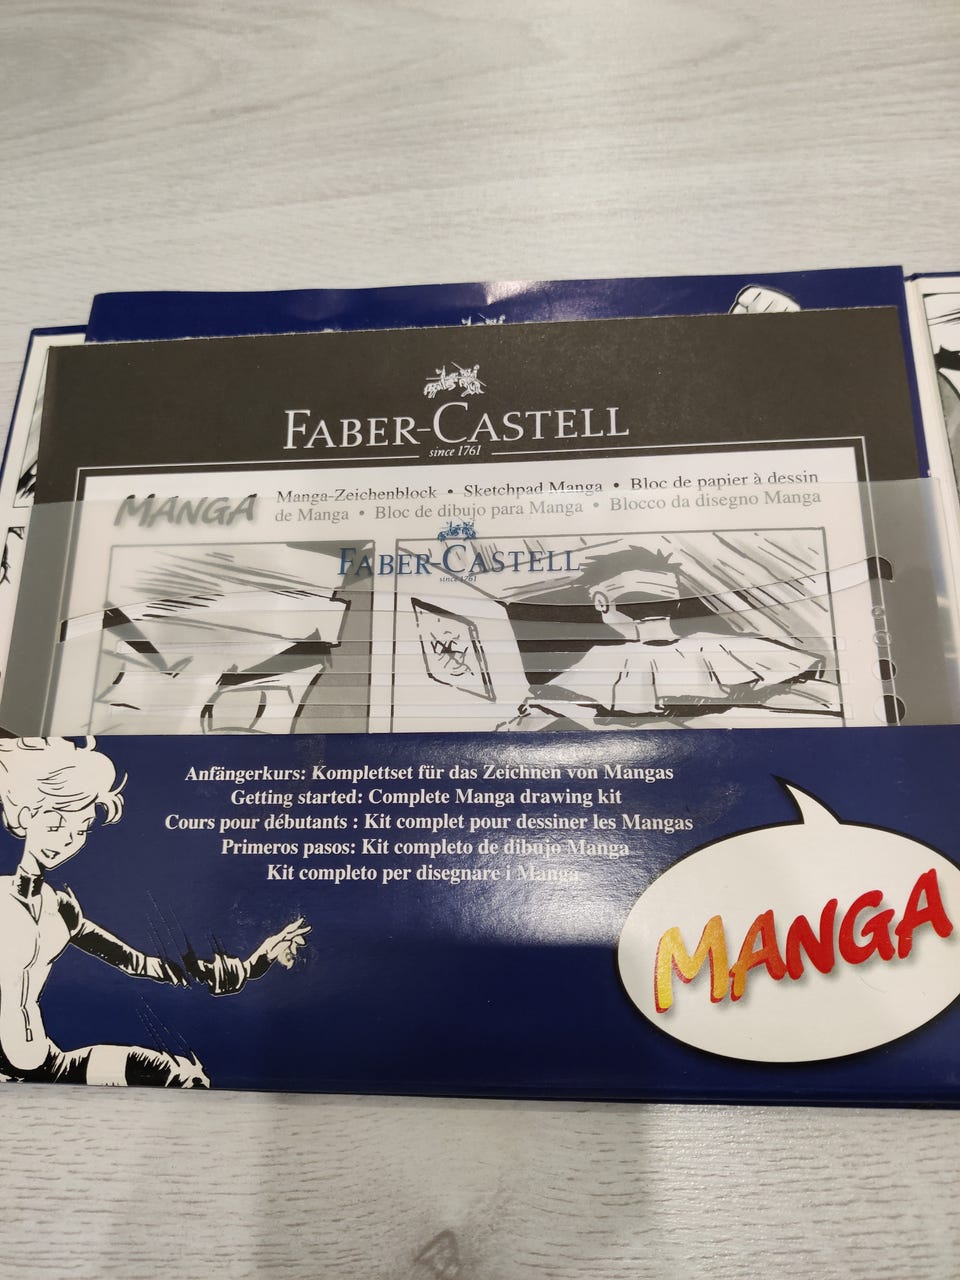 FABER-CASTELL
since 1761
MANGA
Manga-Zeichenblock • Sketchpad Manga • Bloc de papier à dessin
de Manga • Bloc de dibujo para Manga • Blocco da disegno Manga
FABER-CASTELL
since 1761
Anfängerkurs: Komplettset für das Zeichnen von Mangas
Getting started: Complete Manga drawing kit
Cours pour débutants : Kit complet pour dessiner les Mangas
Primeros pasos: Kit completo de dibujo Manga
Kit completo per disegnare i Manga
MANGA